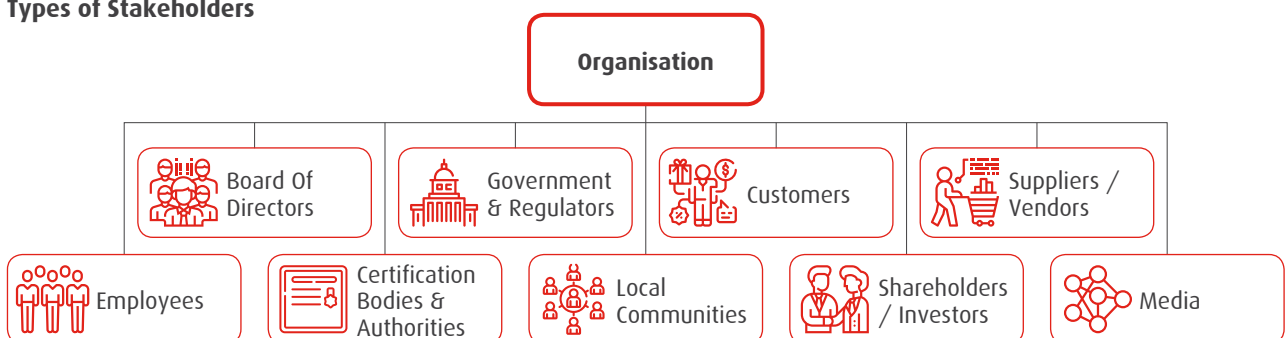 Types of Stakeholders
Organisation
Board Of
Directors
Government
& Regulators
Customers
Suppliers /
Vendors
Employees
Certification
Bodies &
Authorities
Local
Communities
Shareholders
/ Investors
Media